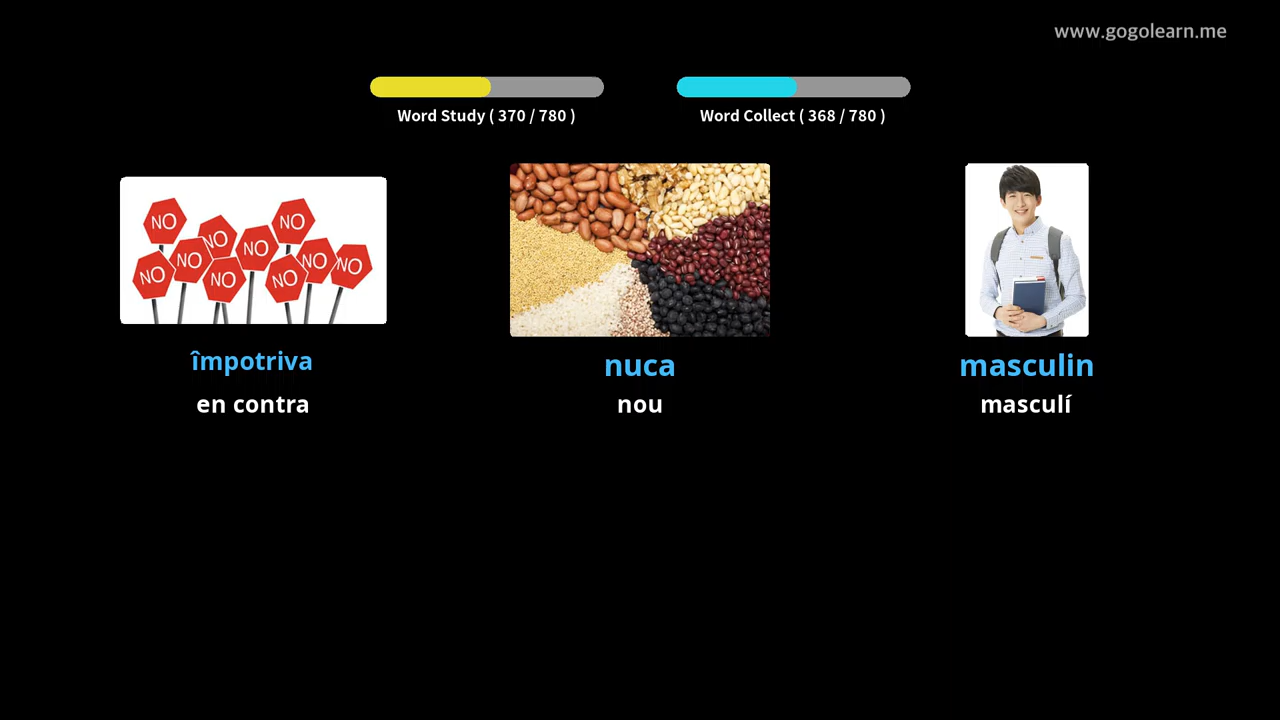 www.gogolearn.me
Word Study ( 370 / 780 )
Word Collect ( 368 / 780 )
NO
NO
NO
NO
NO
NO
NO
NO
NO
împotriva
nuca
masculin
en contra
nou
masculí